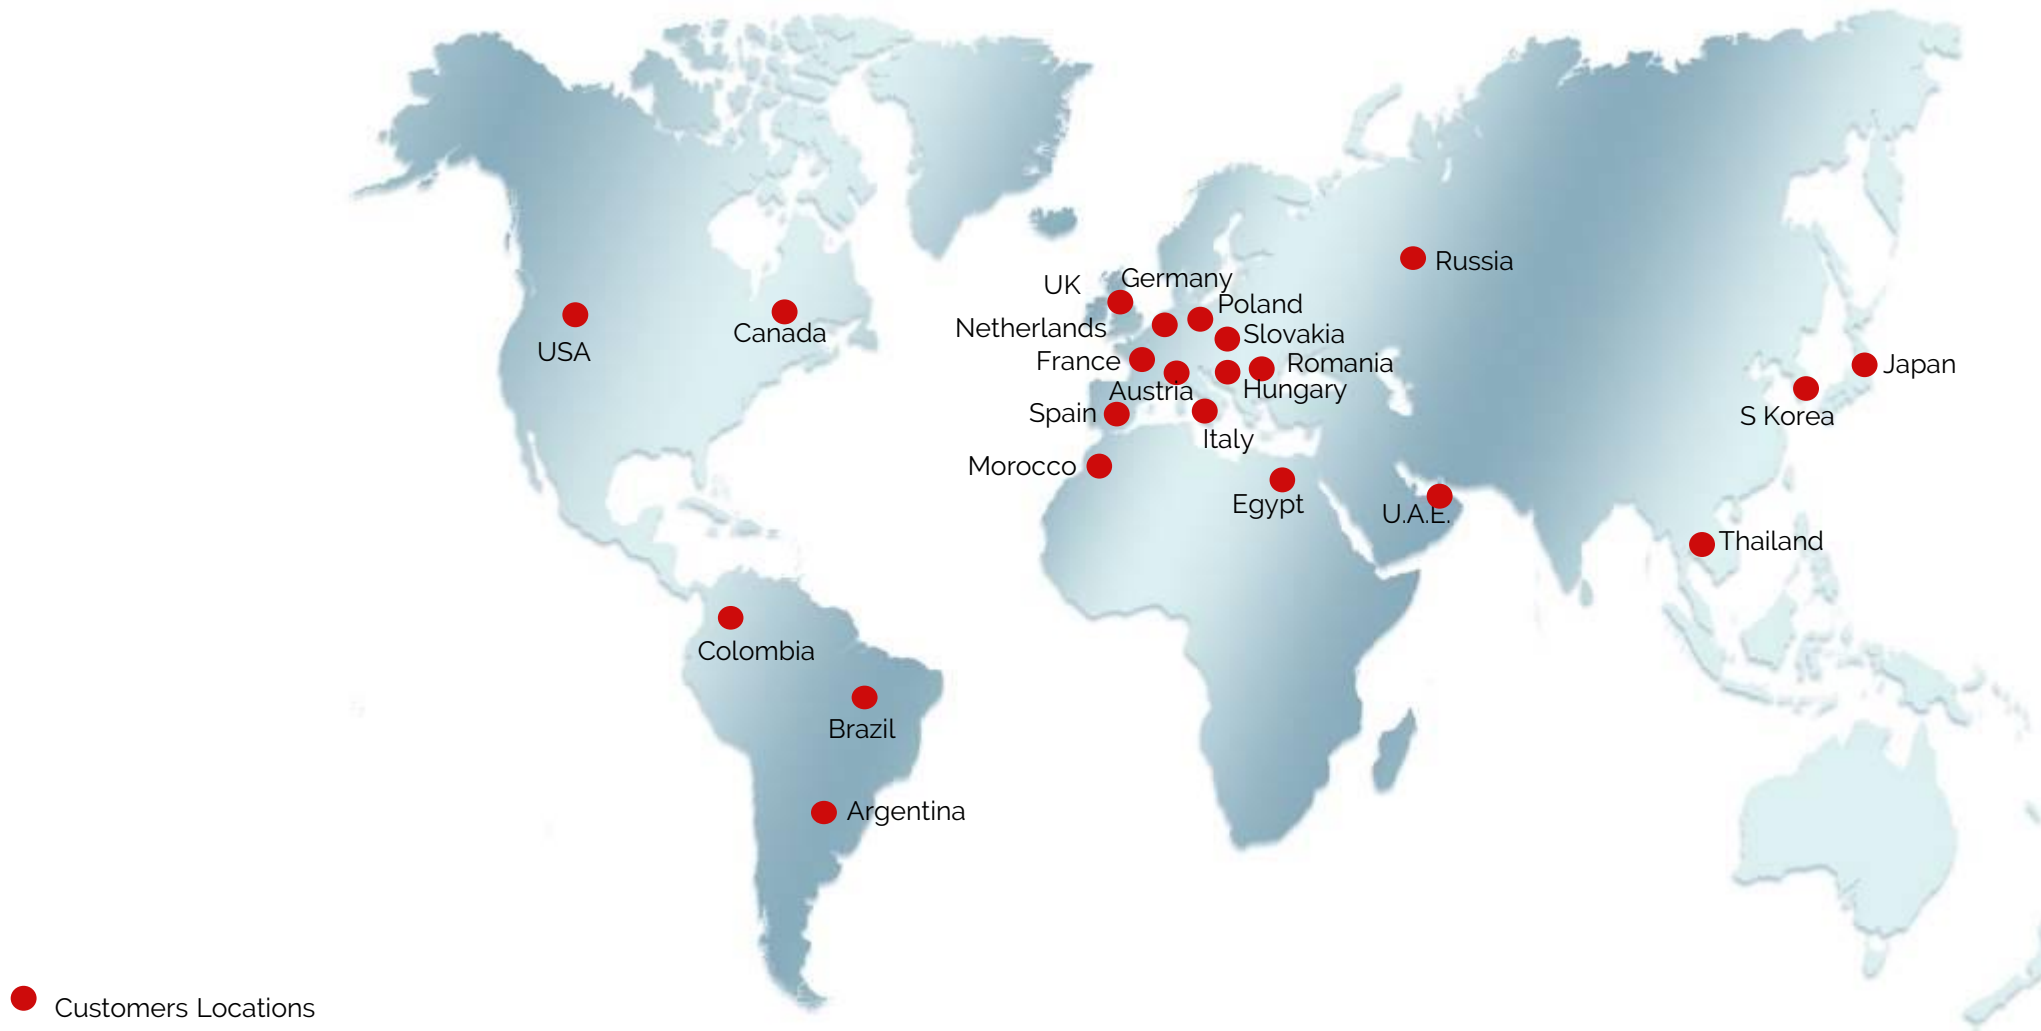 Russia
Germany
UK
Poland
Netherlands
Slovakia
Canada
USA
France
Romania
Japan
Austria
Hungary
Spain
S Korea
Italy
Morocco
Egypt
U.A.E.
Thailand
Colombia
Brazil
Argentina
Customers Locations